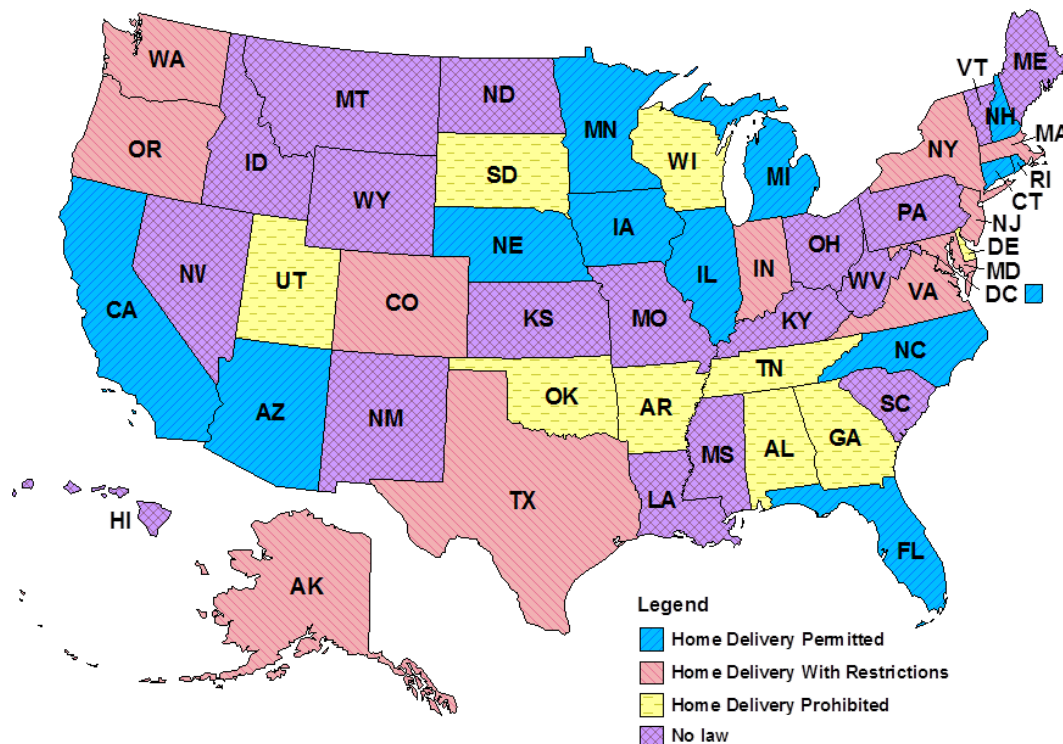 WA
MT
ND
MN
VT
ME
NH
MA
OR
ID
SD
WI
MI
NY
RI
CT
WY
IA
PA
NJ
NE
OH
DE
NV
UT
IL
IN
MD
CA
CO
WV
VA
DC
KS
MO
KY
NC
TN
AZ
NM
OK
AR
SC
MS
AL
GA
TX
LA
HI
FL
AK
Legend
Home Delivery Permitted
Home Delivery With Restrictions
Home Delivery Prohibited
No law